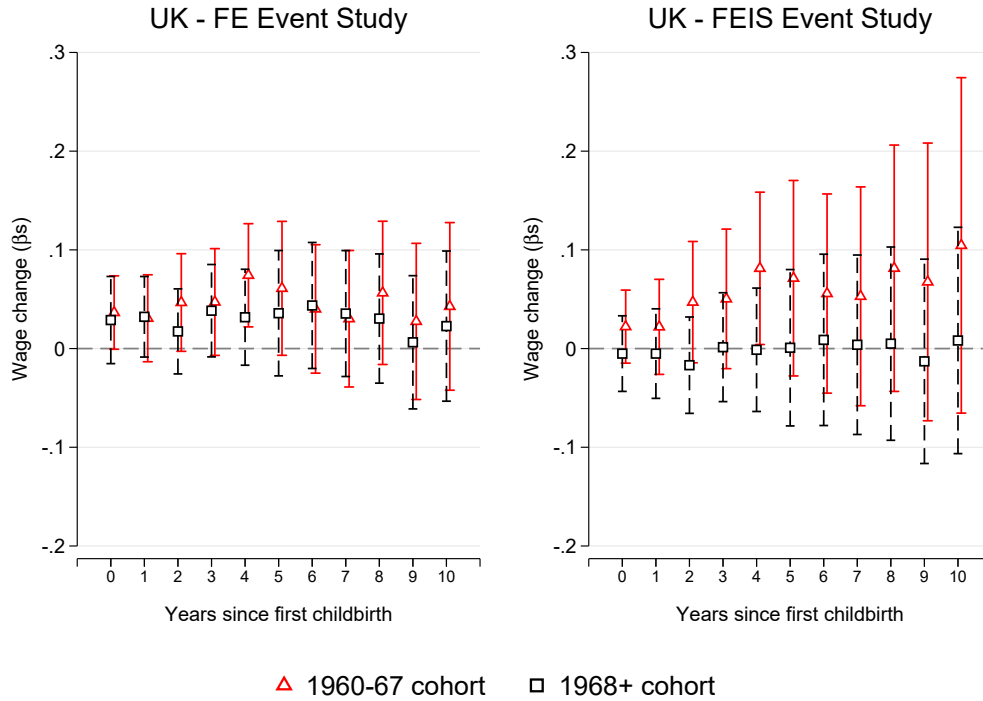 UK - FE Event Study
.3
.2
.1
0
-.1
-.2
Wage change (βs)
0 1 2 3 4 5 6 7 8 9 10
Years since first childbirth
UK - FEIS Event Study
.3
.2
.1
0
-.1
-.2
Wage change (βs)
0 1 2 3 4 5 6 7 8 9 10
Years since first childbirth
1960-67 cohort 1968+ cohort